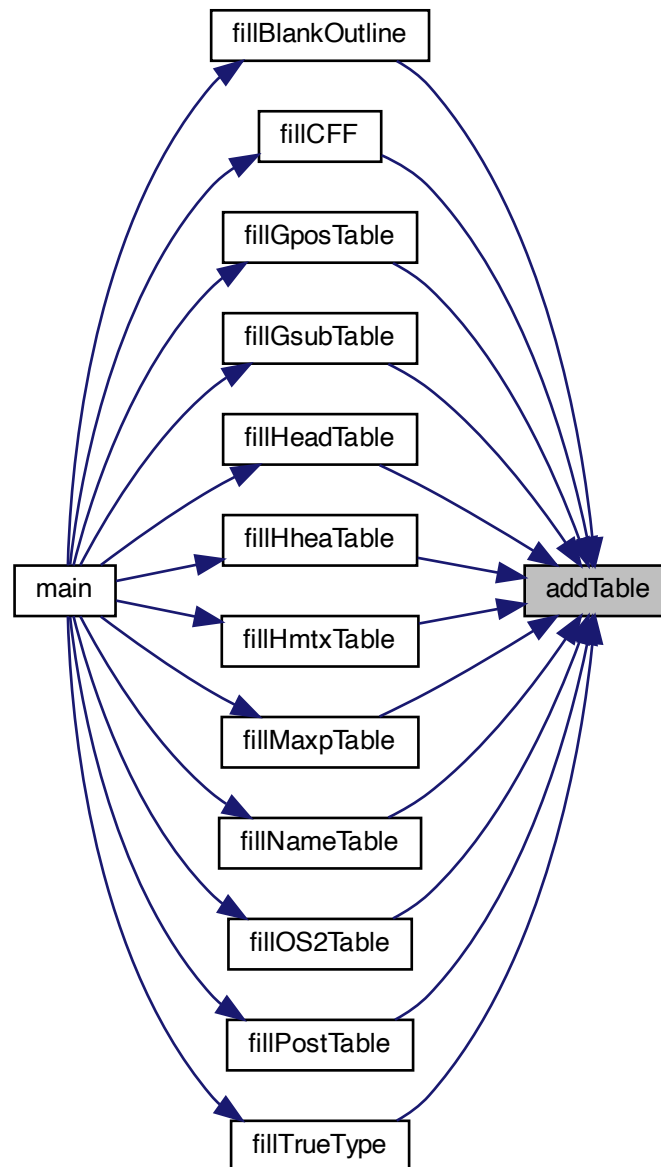 fillBlankOutline
fillCFF
fillGposTable
fillGsubTable
fillHeadTable
fillHheaTable
main
addTable
fillHmtxTable
fillMaxpTable
fillNameTable
fillOS2Table
fillPostTable
fillTrueType